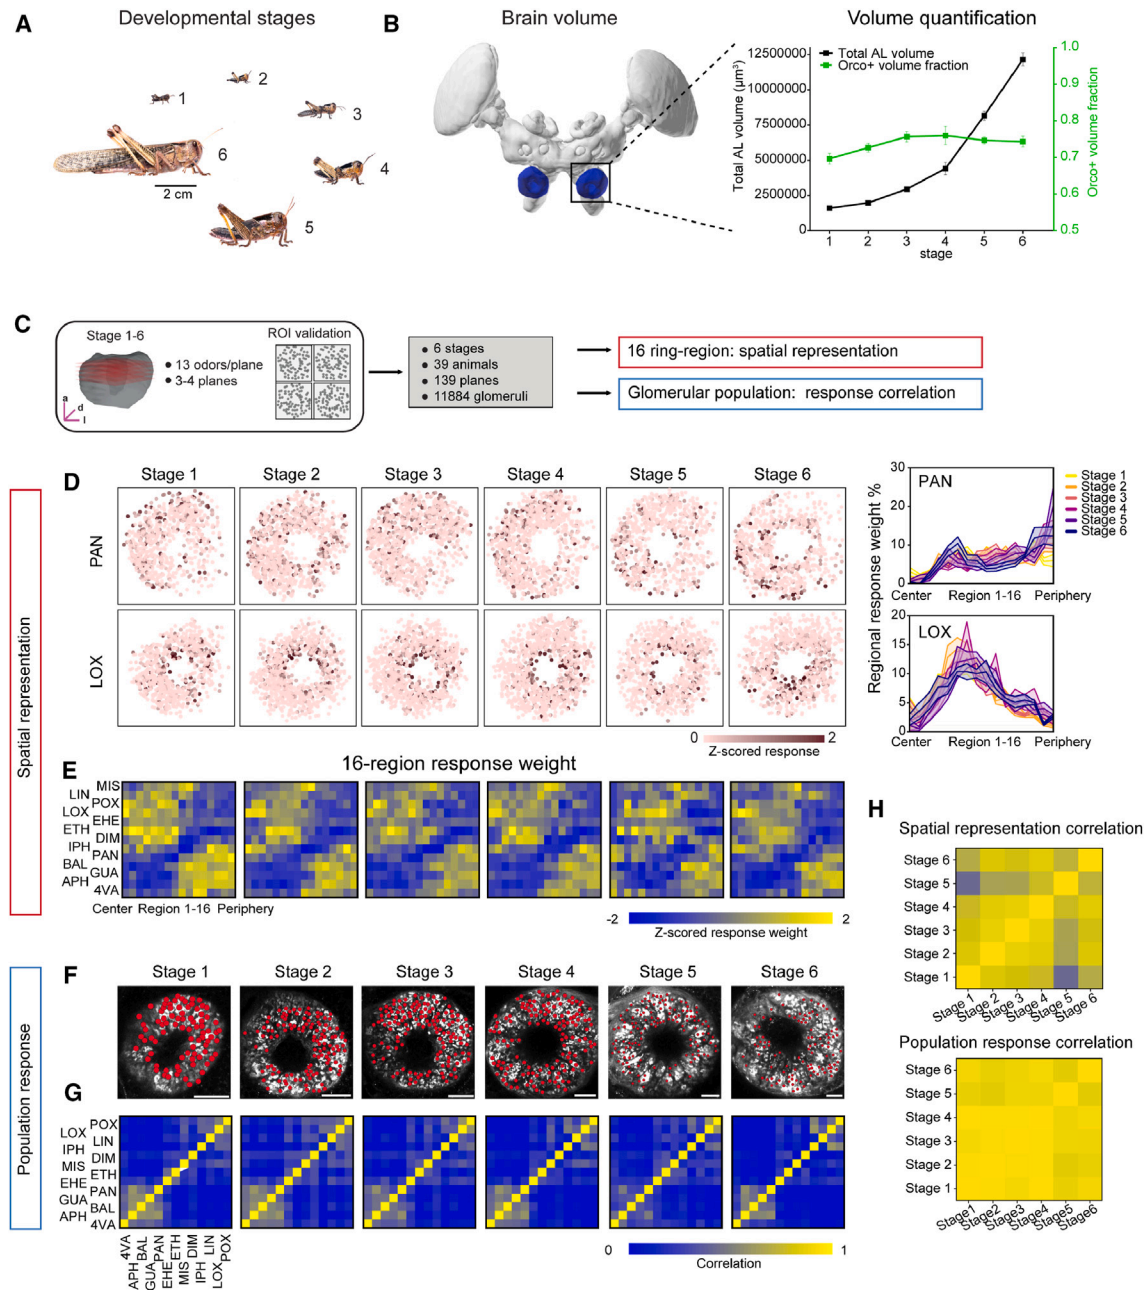 A
Developmental stages
1
2
3
4
5
6
2 cm
B
Brain volume
Volume quantification
Total AL volume
Orco+ volume fraction
Total AL volume (µm³)
12500000
10000000
7500000
5000000
2500000
0
1 2 3 4 5 6
stage
1.0
0.9
0.8
0.7
0.6
0.5
Orco+ volume fraction
C
Stage 1-6
a
d
l
• 13 odors/plane
• 3-4 planes
ROI validation
• 6 stages
• 39 animals
• 139 planes
• 11884 glomeruli
16 ring-region: spatial representation
Glomerular population: response correlation
Spatial representation
D
Stage 1 Stage 2 Stage 3 Stage 4 Stage 5 Stage 6
PAN
LOX
0 2
Z-scored response
Regional response weight %
PAN
30
20
10
0
Center Region 1-16 Periphery
Stage 1
Stage 2
Stage 3
Stage 4
Stage 5
Stage 6
LOX
20
15
10
5
0
Center Region 1-16 Periphery
E
16-region response weight
MIS
LIN
POX
LOX
EHE
ETH
DIM
IPH
PAN
BAL
GUA
APH
4VA
Center Region 1-16 Periphery
-2 2
Z-scored response weight
Population response
F
Stage 1 Stage 2 Stage 3 Stage 4 Stage 5 Stage 6
G
POX
LOX
LIN
IPH
DIM
MIS
ETH
EHE
PAN
GUA
BAL
APH
4VA
4VA
APH
BAL
GUA
PAN
EHE
ETH
MIS
DIM
IPH
LIN
LOX
POX
0 1
Correlation
H
Spatial representation correlation
Stage 6
Stage 5
Stage 4
Stage 3
Stage 2
Stage 1
Stage 1 Stage 2 Stage 3 Stage 4 Stage 5 Stage 6
Population response correlation
Stage 6
Stage 5
Stage 4
Stage 3
Stage 2
Stage 1
Stage1 Stage2 Stage3 Stage4 Stage5 Stage6